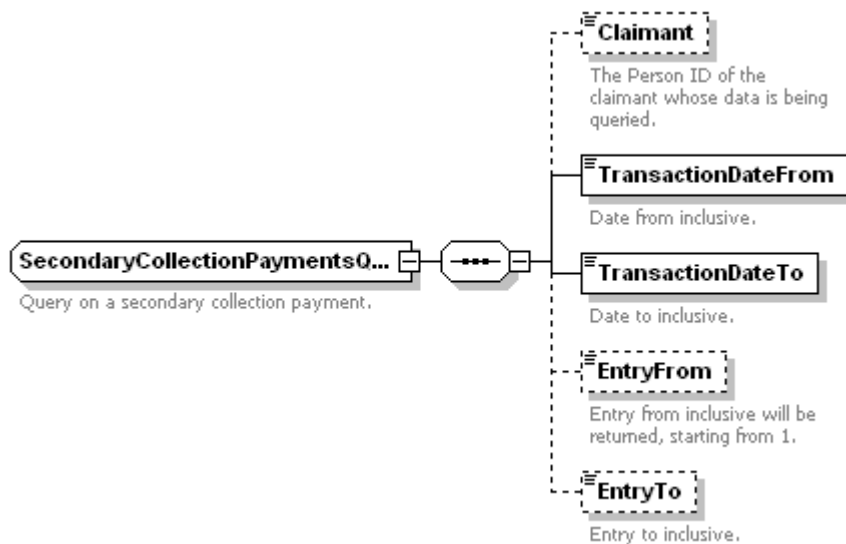 Claimant
The Person ID of the
claimant whose data is being
queried.
TransactionDateFrom
Date from inclusive.
SecondaryCollectionPaymentsQ...
Query on a secondary collection payment.
TransactionDateTo
Date to inclusive.
EntryFrom
Entry from inclusive will be
returned, starting from 1.
EntryTo
Entry to inclusive.